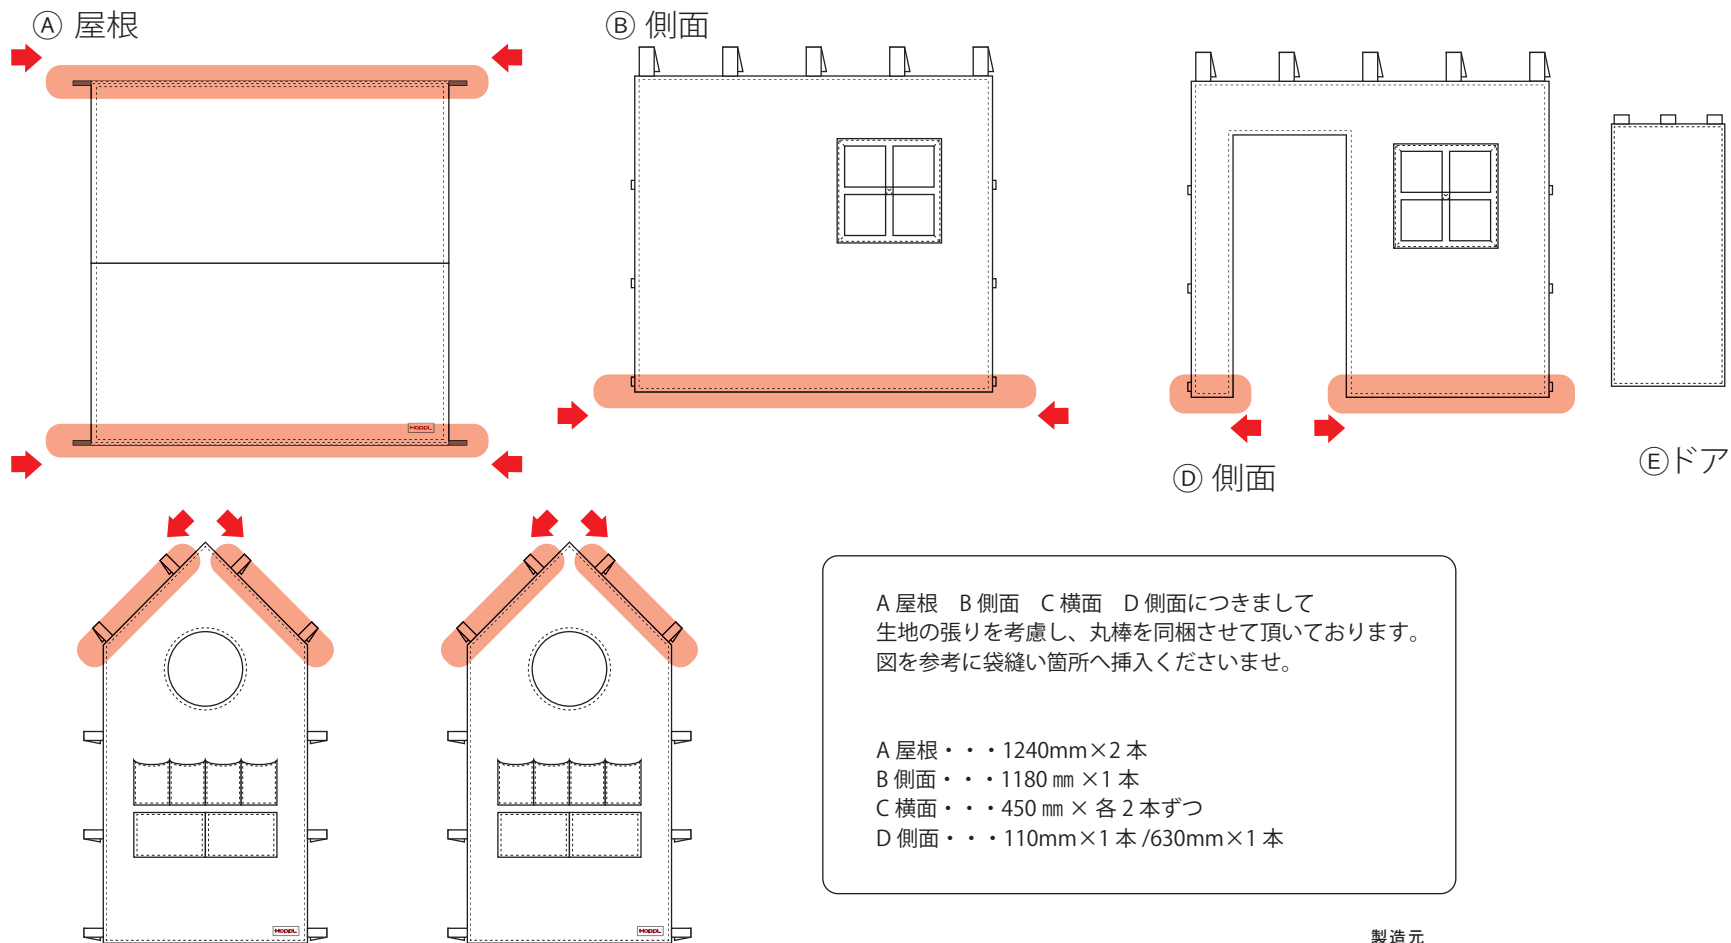 Ⓐ 屋根
Ⓑ 側面
HOPPL
Ⓓ 側面
Ⓔドア
A 屋根　B 側面　C 横面　D 側面につきまして
生地の張りを考慮し、丸棒を同梱させて頂いております。
図を参考に袋縫い箇所へ挿入くださいませ。
A 屋根・・・1240mm×2 本
B 側面・・・1180 ㎜ ×1 本
C 横面・・・450 ㎜ × 各 2 本ずつ
D 側面・・・110mm×1 本 /630mm×1 本
HOPPL
HOPPL
製造元